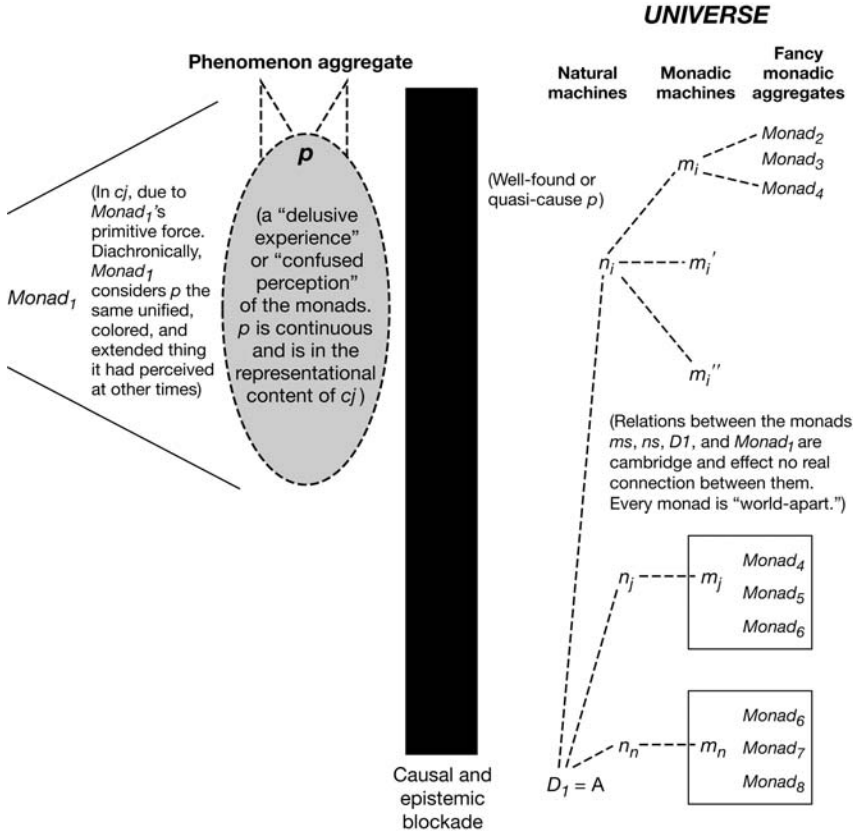 UNIVERSE
Phenomenon aggregate
Natural machines
Monadic machines
Fancy monadic aggregates
p
(a “delusive
experience”
or “confused
perception”
of the monads.
p is continuous
and is in the
representational
content of cj)
Monad1
(In cj, due to
Monad1’s
primitive force.
Diachronically,
Monad1
considers p the
same unified,
colored, and
extended thing
it had perceived
at other times)
Causal and
epistemic
blockade
(Well-found or
quasi-cause p)
ni
mi
Monad2
Monad3
Monad4
mi'
mi''
(Relations between the monads
ms, ns, D1, and Monad1 are
cambridge and effect no real
connection between them.
Every monad is “world-apart.”)
nj
mj
Monad4
Monad5
Monad6
nn
mn
Monad6
Monad7
Monad8
D1 = A